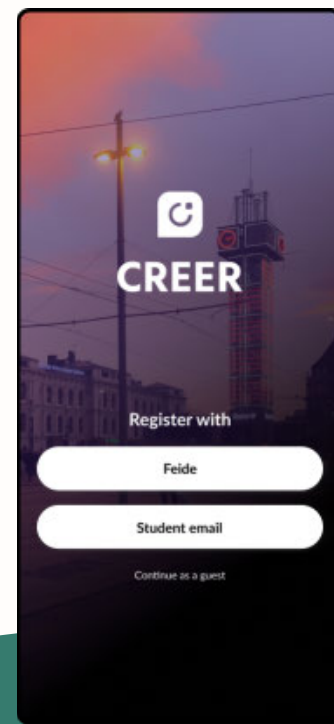 CREER
Register with
Feide
Student email
Continue as a guest